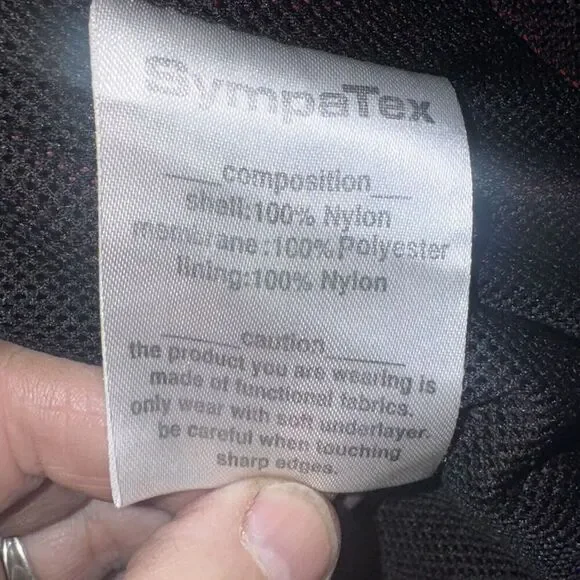 SympaTex
composition
shell:100% Nylon
membrane:100% Polyester
lining:100% Nylon
caution
the product you are wearing is
made of functional fabrics.
only wear with soft underlayer.
be careful when touching
sharp edges.